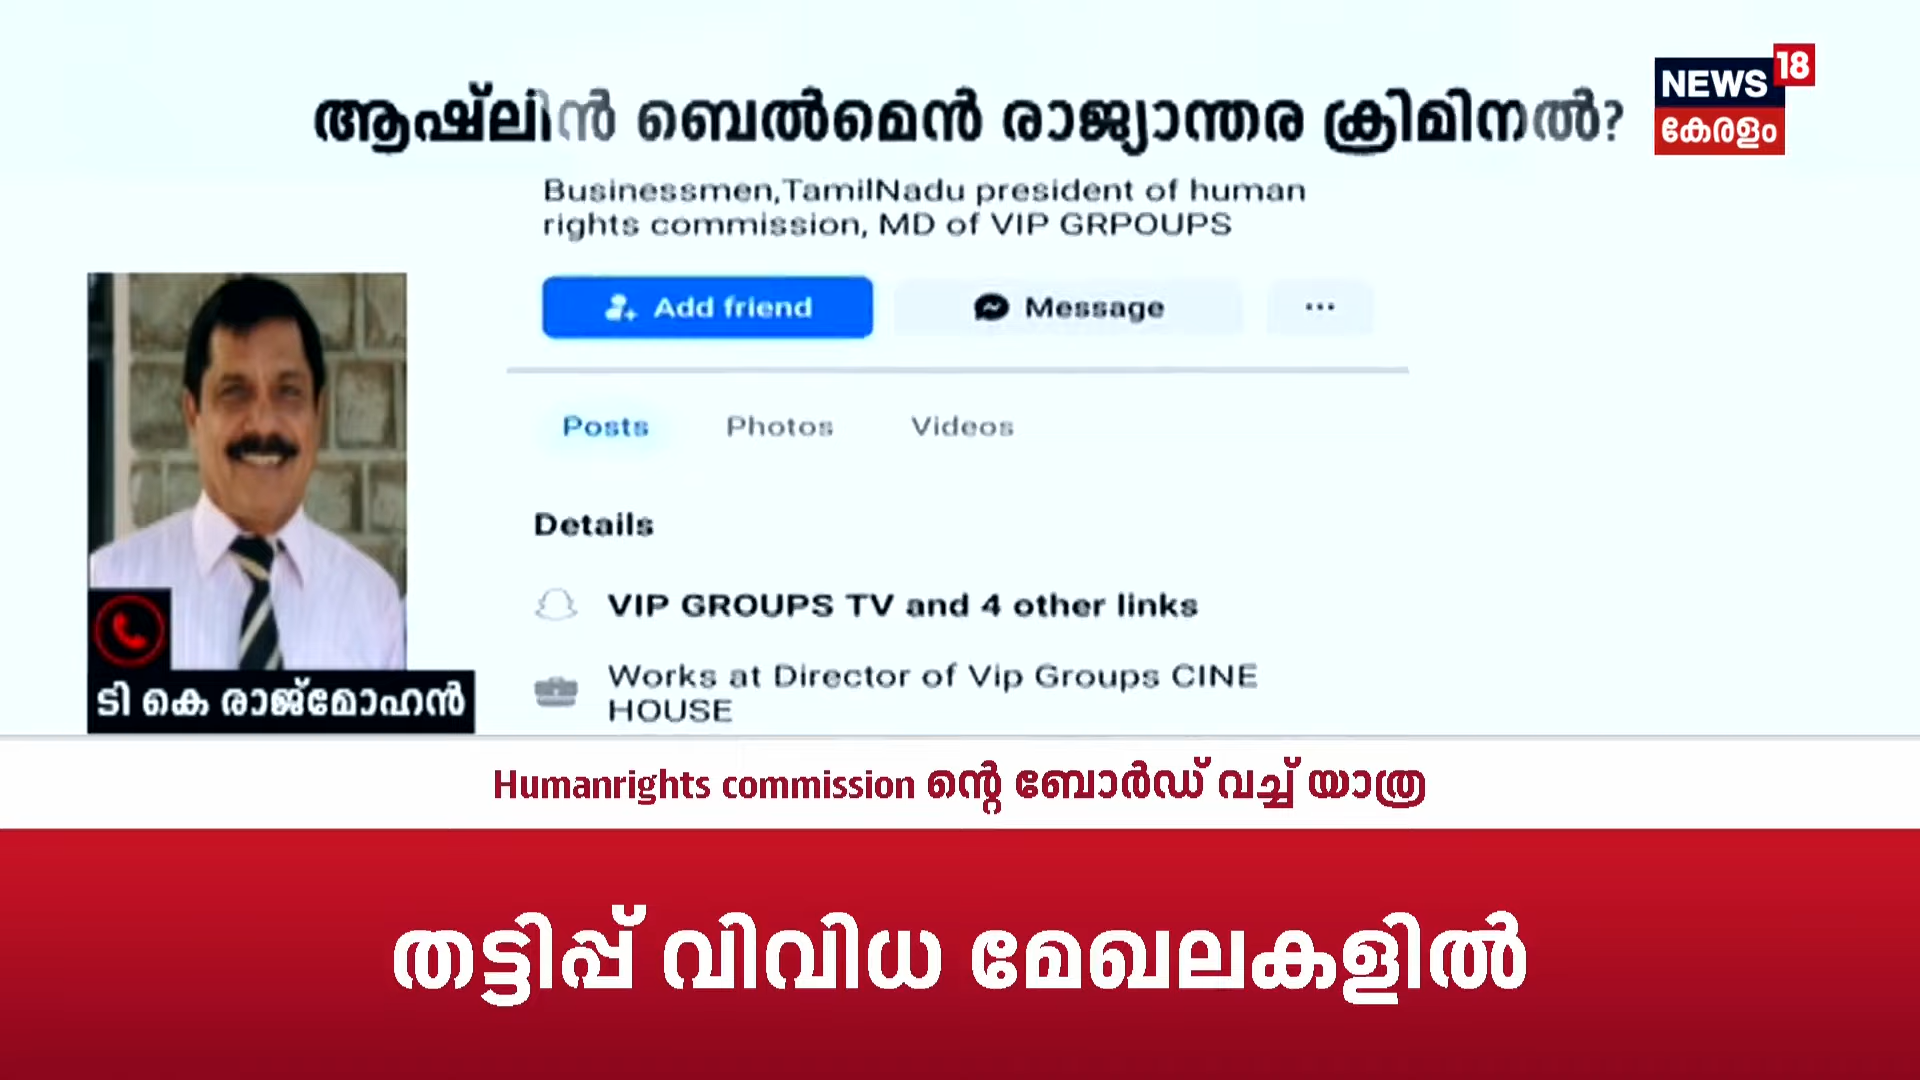 ആഷ്‌ലിൻ ബെൽമെൻ രാജ്യാന്തര ക്രിമിനൽ?
NEWS 18
കേരളം
Businessmen,TamilNadu president of human
rights commission, MD of VIP GRPOUPS
Add friend
Message
...
Posts
Photos
Videos
Details
VIP GROUPS TV and 4 other links
Works at Director of Vip Groups CINE
HOUSE
ടി കെ രാജ്മോഹൻ
Humanrights commission ന്റെ ബോർഡ് വച്ച് യാത്ര
തട്ടിപ്പ് വിവിധ മേഖലകളിൽ